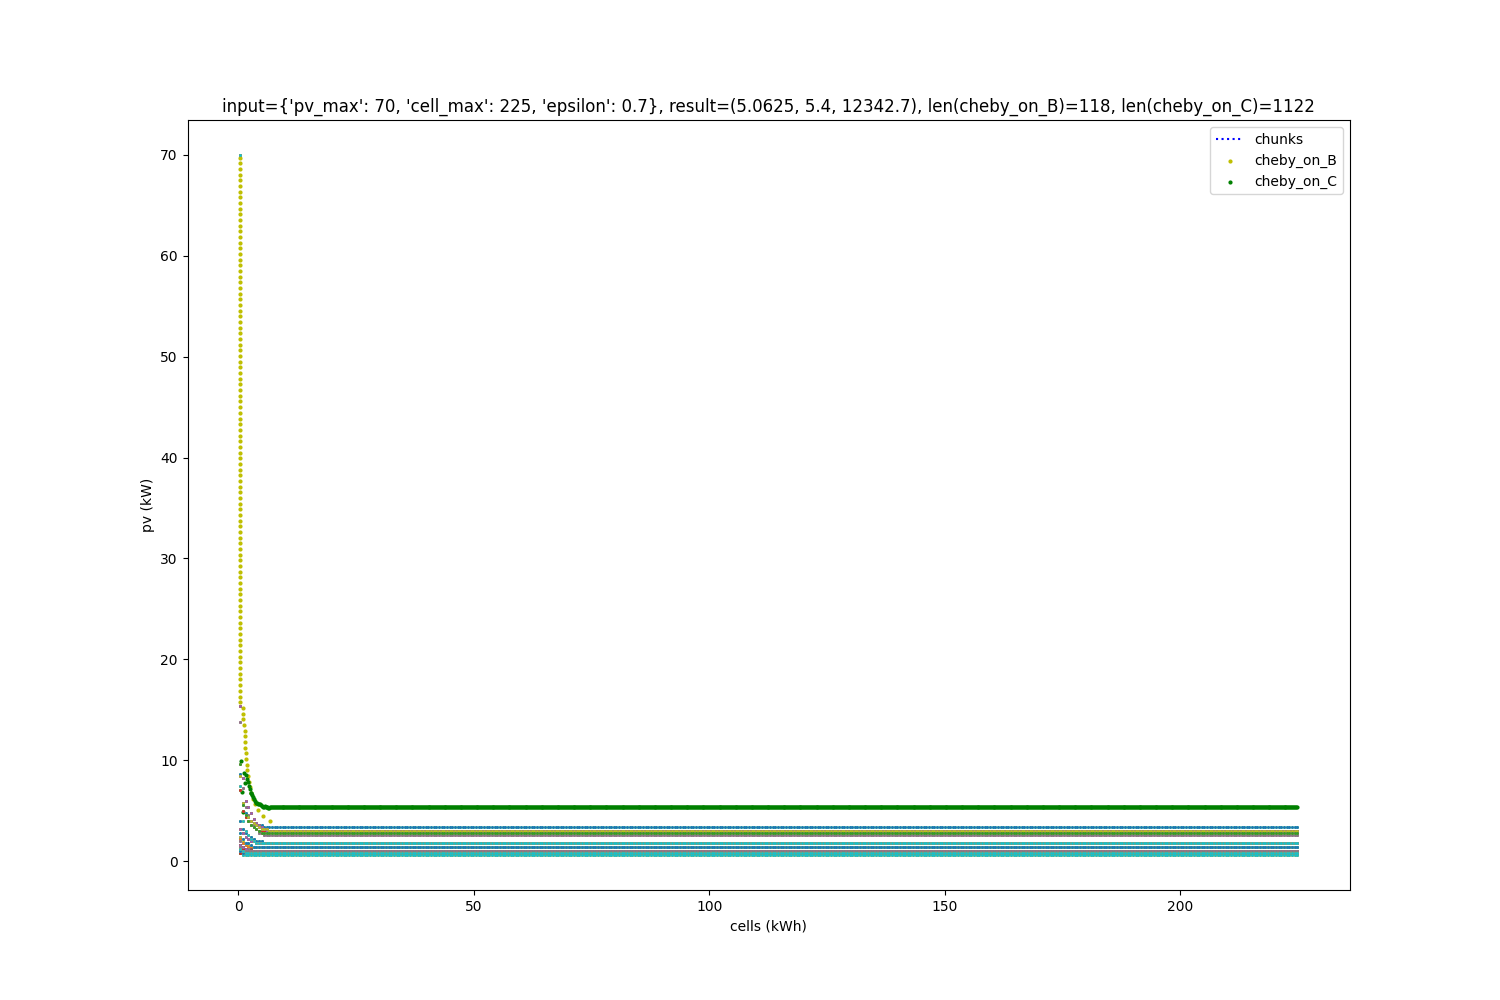 input={'pv_max': 70, 'cell_max': 225, 'epsilon': 0.7}, result=(5.0625, 5.4, 12342.7), len(cheby_on_B)=118, len(cheby_on_C)=1122
chunks
cheby_on_B
cheby_on_C
70
60
50
40
30
20
10
0
pv (kW)
0 50 100 150 200
cells (kWh)